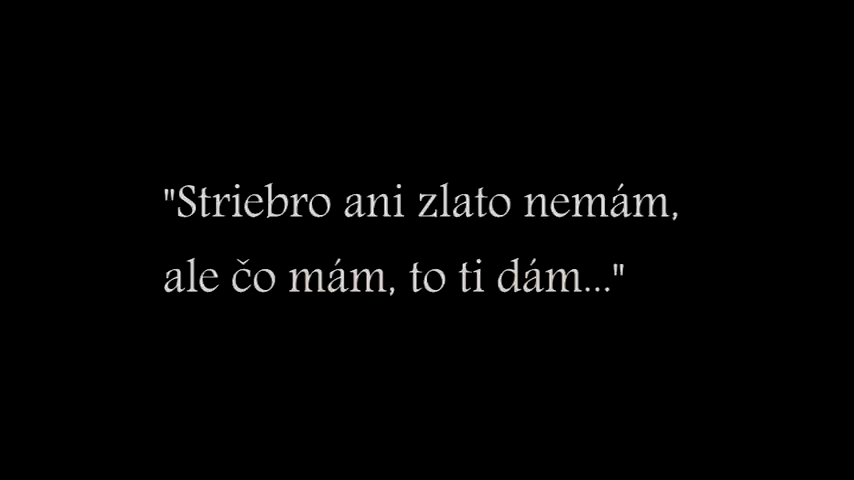 "Striebro ani zlato nemám,
ale čo mám, to ti dám..."